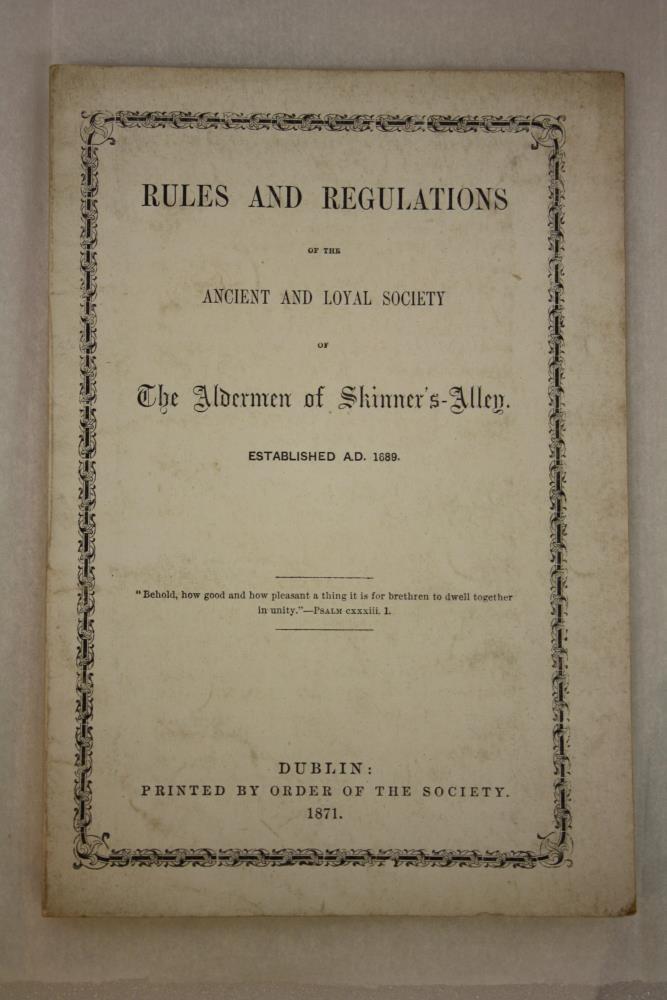 RULES AND REGULATIONS
OF THE
ANCIENT AND LOYAL SOCIETY
OF
The Aldermen of Skinner's-Alley.
ESTABLISHED A.D. 1689.
"Behold, how good and how pleasant a thing it is for brethren to dwell together
in unity."—PSALM cxxxiii. 1.
DUBLIN:
PRINTED BY ORDER OF THE SOCIETY.
1871.